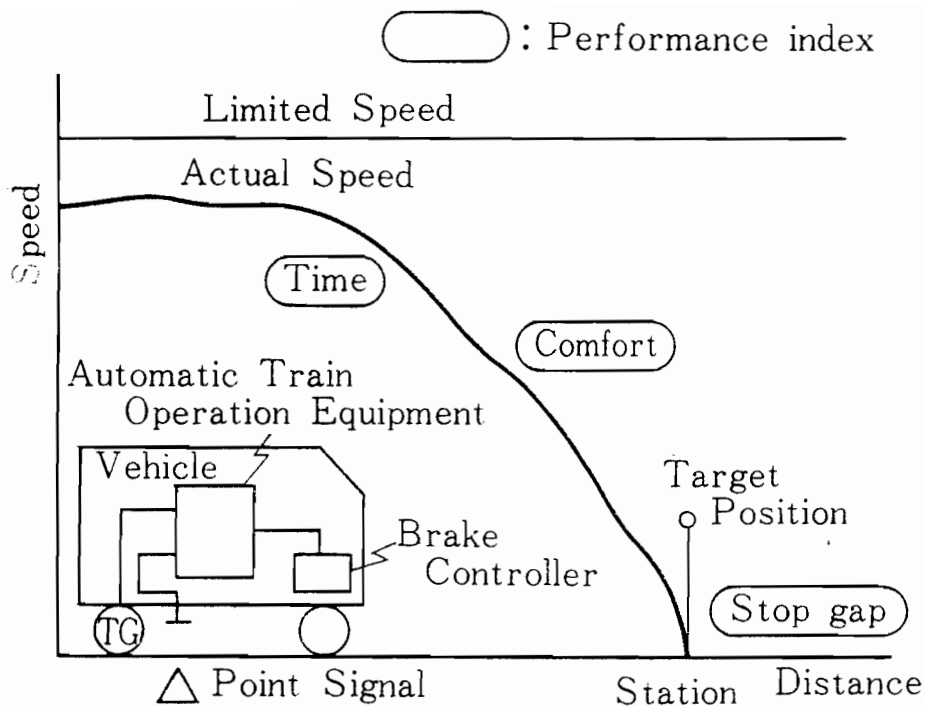 : Performance index
Limited Speed
Actual Speed
Speed
Time
Comfort
Automatic Train
Operation Equipment
Vehicle
Target
Position
Brake
Controller
Stop gap
TG
Point Signal
Station
Distance